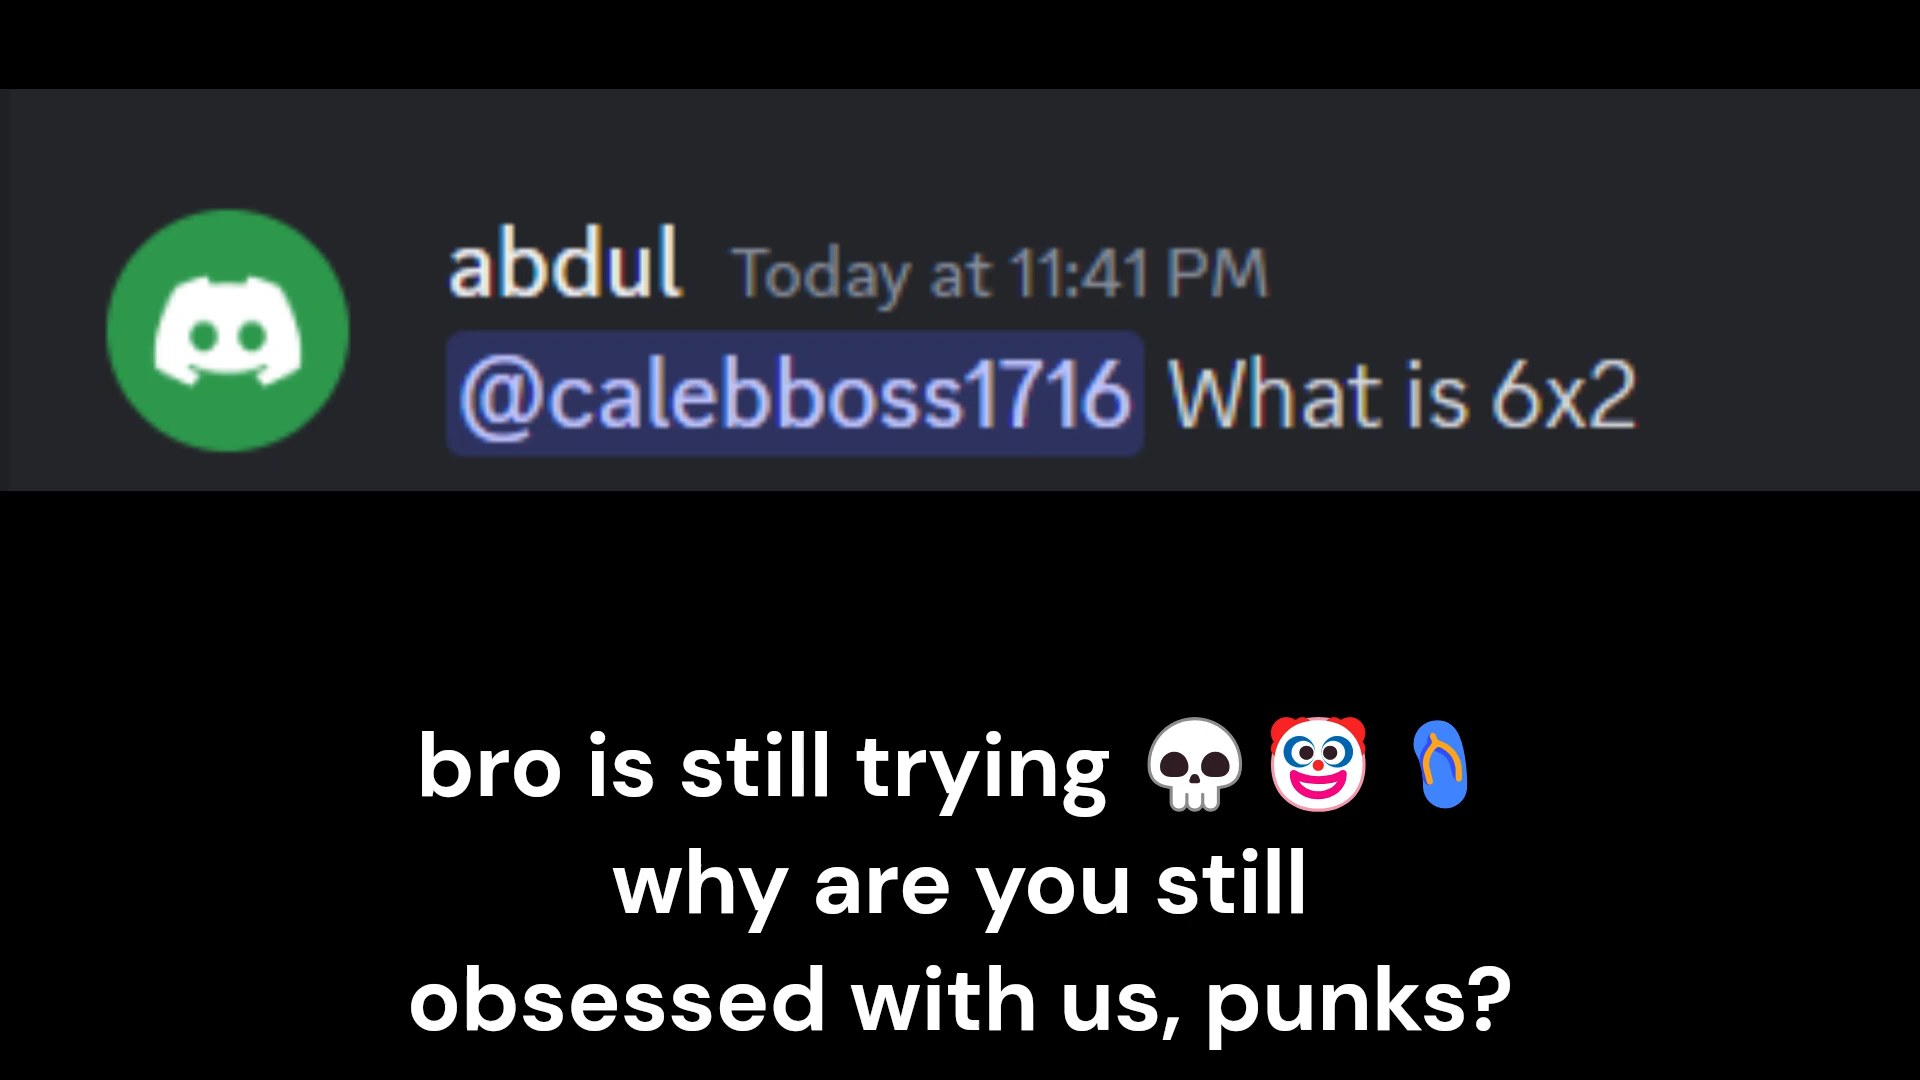 abdul Today at 11:41 PM
@calebboss1716 What is 6x2
bro is still trying 💀 🤡 🩴
why are you still
obsessed with us, punks?